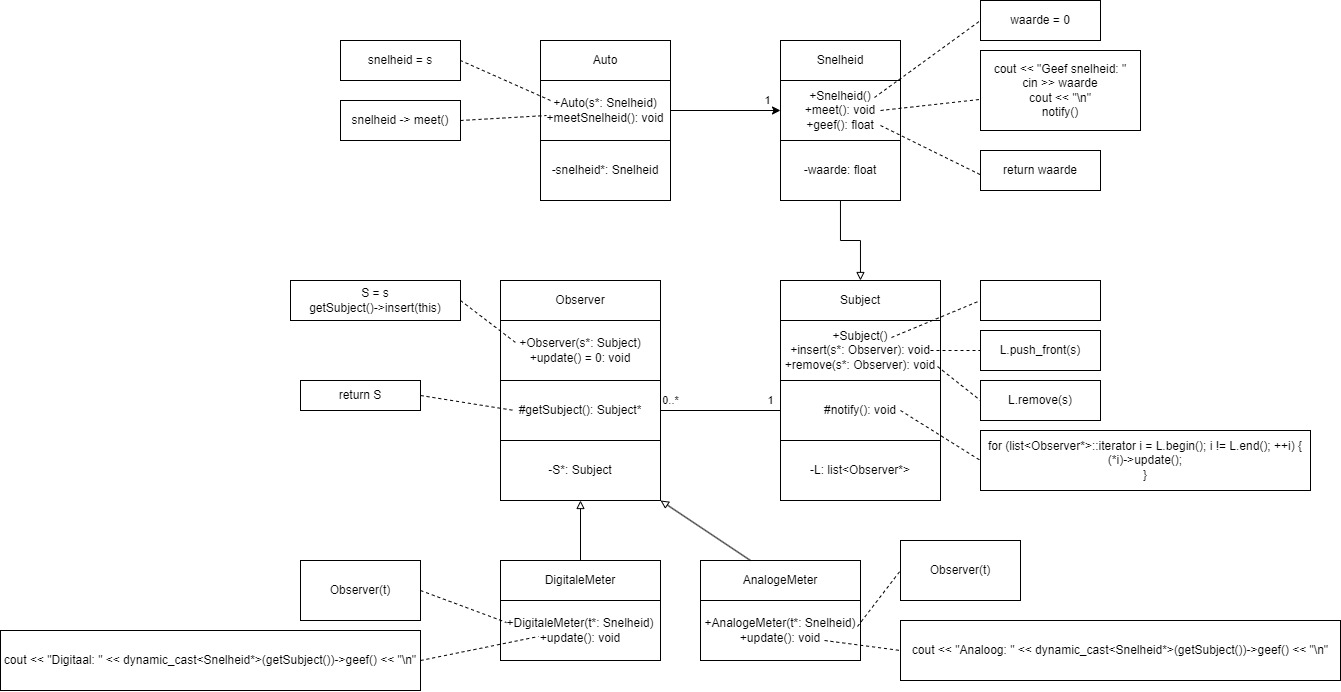 waarde = 0
snelheid = s
Auto
Snelheid
cout << "Geef snelheid: "
cin >> waarde
cout << "\n"
notify()
+Auto(s*: Snelheid)
+meetSnelheid(): void
1
+Snelheid()
+meet(): void
+geef(): float
snelheid -> meet()
-snelheid*: Snelheid
-waarde: float
return waarde
S = s
getSubject()->insert(this)
Observer
Subject
+Observer(s*: Subject)
+update() = 0: void
+Subject()
+insert(s*: Observer): void
+remove(s*: Observer): void
L.push_front(s)
return S
#getSubject(): Subject*
0..*
1
#notify(): void
L.remove(s)
for (list<Observer*>::iterator i = L.begin(); i != L.end(); ++i) {
(*i)->update();
}
-S*: Subject
-L: list<Observer*>
Observer(t)
DigitaleMeter
AnalogeMeter
Observer(t)
+DigitaleMeter(t*: Snelheid)
+update(): void
+AnalogeMeter(t*: Snelheid)
+update(): void
cout << "Digitaal: " << dynamic_cast<Snelheid*>(getSubject())->geef() << "\n"
cout << "Analoog: " << dynamic_cast<Snelheid*>(getSubject())->geef() << "\n"